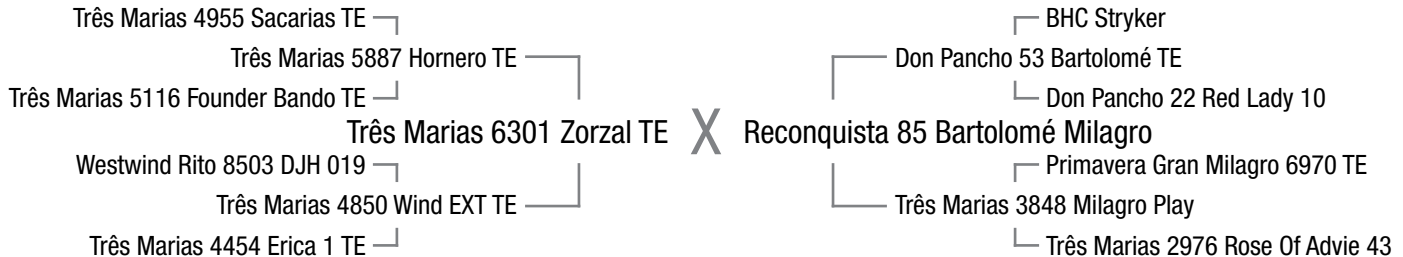 Três Marias 4955 Sacarias TE BHC Stryker
Três Marias 5887 Hornero TE Don Pancho 53 Bartolomé TE
Três Marias 5116 Founder Bando TE Don Pancho 22 Red Lady 10
Três Marias 6301 Zorzal TE X Reconquista 85 Bartolomé Milagro
Westwind Rito 8503 DJH 019 Primavera Gran Milagro 6970 TE
Três Marias 4850 Wind EXT TE Três Marias 3848 Milagro Play
Três Marias 4454 Erica 1 TE Três Marias 2976 Rose Of Advie 43